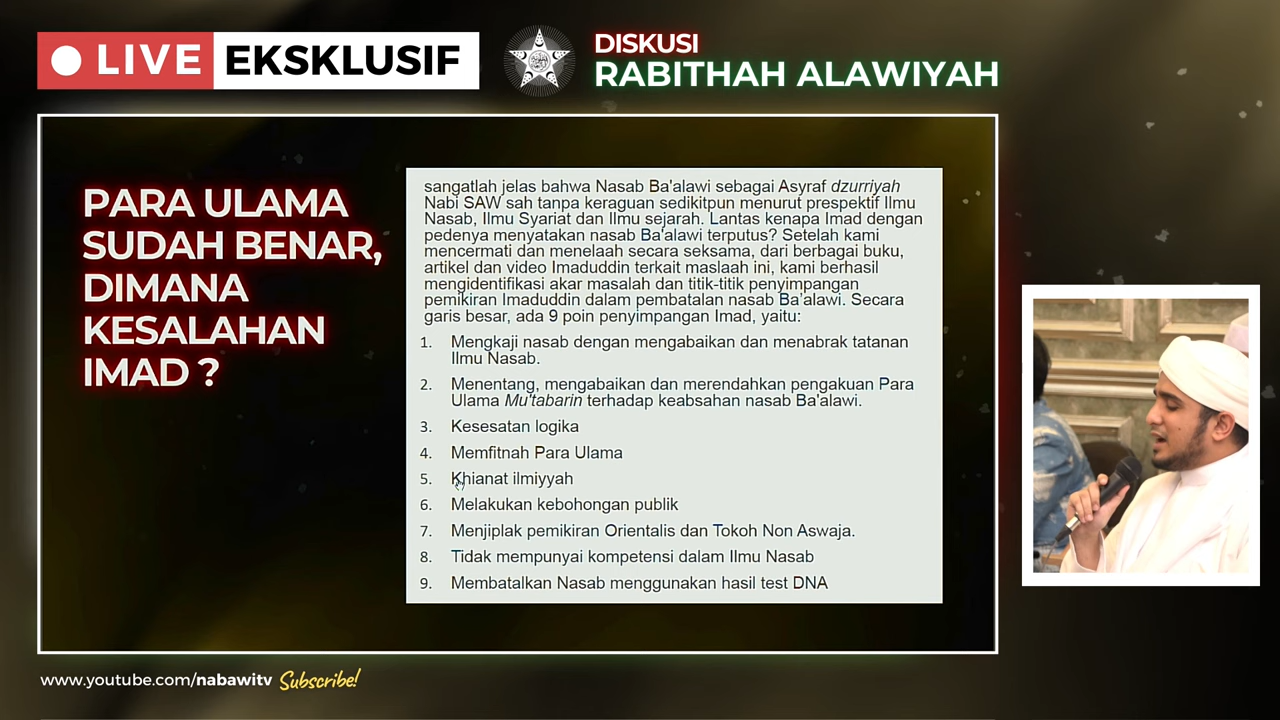 LIVE EKSKLUSIF
DISKUSI
RABITHAH ALAWIYAH
PARA ULAMA
SUDAH BENAR,
DIMANA
KESALAHAN
IMAD ?
sangatlah jelas bahwa Nasab Ba'alawi sebagai Asyraf dzurriyah
Nabi SAW sah tanpa keraguan sedikitpun menurut prespektif Ilmu
Nasab, Ilmu Syariat dan Ilmu sejarah. Lantas kenapa Imad dengan
pedenya menyatakan nasab Ba'alawi terputus? Setelah kami
mencermati dan menelaah secara seksama, dari berbagai buku,
artikel dan video Imaduddin terkait maslaah ini, kami berhasil
mengidentifikasi akar masalah dan titik-titik penyimpangan
pemikiran Imaduddin dalam pembatalan nasab Ba'alawi. Secara
garis besar, ada 9 poin penyimpangan Imad, yaitu:
1. Mengkaji nasab dengan mengabaikan dan menabrak tatanan
Ilmu Nasab.
2. Menentang, mengabaikan dan merendahkan pengakuan Para
Ulama Mu'tabarin terhadap keabsahan nasab Ba'alawi.
3. Kesesatan logika
4. Memfitnah Para Ulama
5. Khianat ilmiyyah
6. Melakukan kebohongan publik
7. Menjiplak pemikiran Orientalis dan Tokoh Non Aswaja.
8. Tidak mempunyai kompetensi dalam Ilmu Nasab
9. Membatalkan Nasab menggunakan hasil test DNA
www.youtube.com/nabawitv Subscribe!